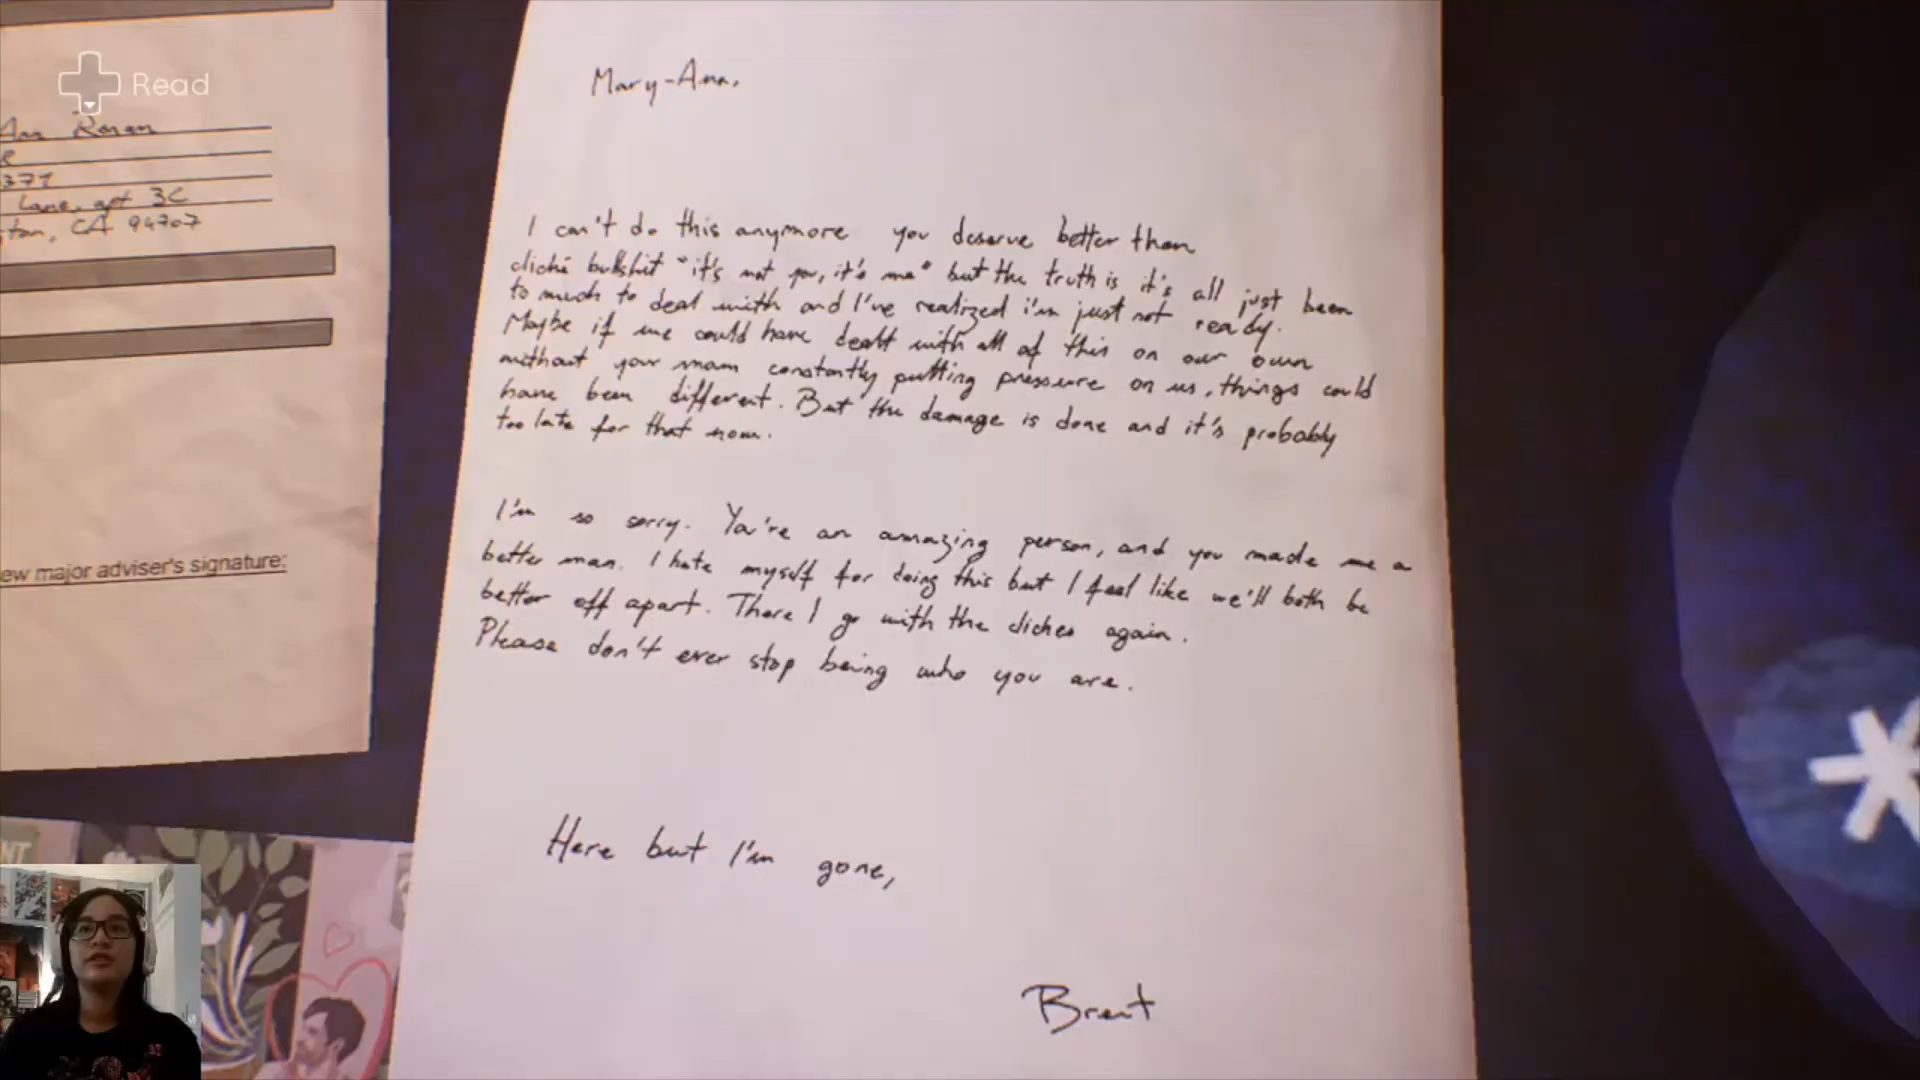 Read
Ann Ronan
371
Lane, apt 3C
ton, CA 94707
ew major adviser's signature:
Mary-Ann,
I can't do this anymore you deserve better than
cliché bullshit "it's not you, it's me" but the truth is it's all just been
to much to deal with and I've realized i'm just not ready.
Maybe if we could have dealt with all of this on our own
without your mom constantly putting pressure on us, things could
have been different. But the damage is done and it's probably
too late for that now.
I'm so sorry. You're an amazing person, and you made me a
better man. I hate myself for doing this but I feel like we'll both be
better off apart. There I go with the cliches again.
Please don't ever stop being who you are.
Here but I'm gone,
Brent